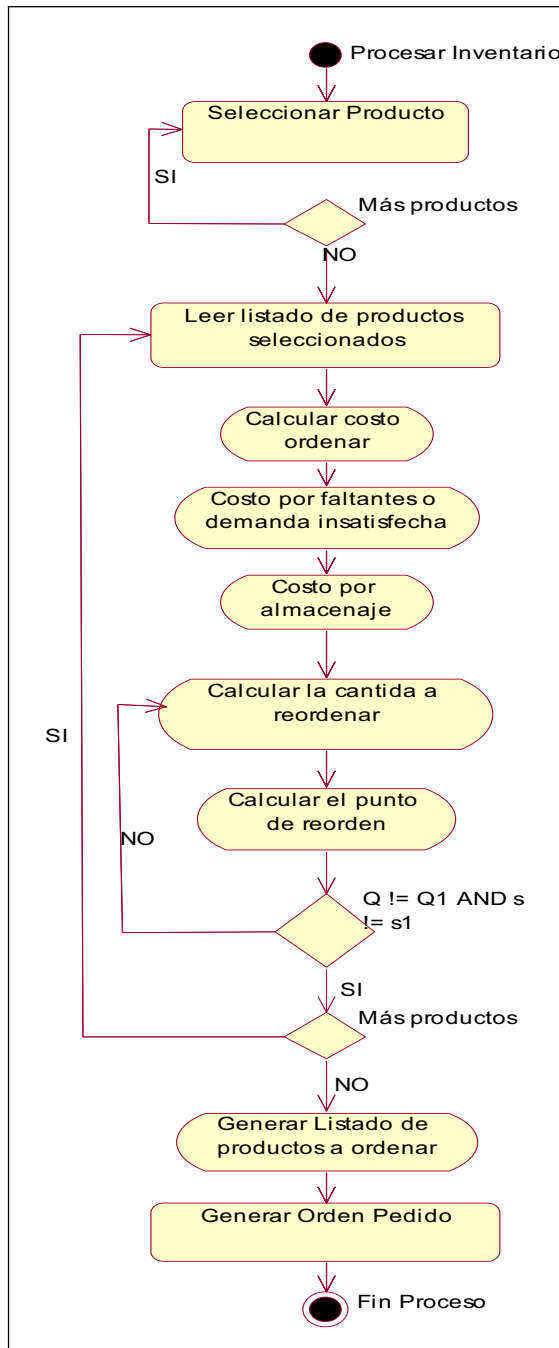 Procesar Inventario
Seleccionar Producto
SI
Más productos
NO
Leer listado de productos
seleccionados
Calcular costo
ordenar
Costo por faltantes o
demanda insatisfecha
Costo por
almacenaje
Calcular la cantida a
reordenar
SI
Calcular el punto
de reorden
NO
Q != Q1 AND s
!= s1
SI
Más productos
NO
Generar Listado de
productos a ordenar
Generar Orden Pedido
Fin Proceso